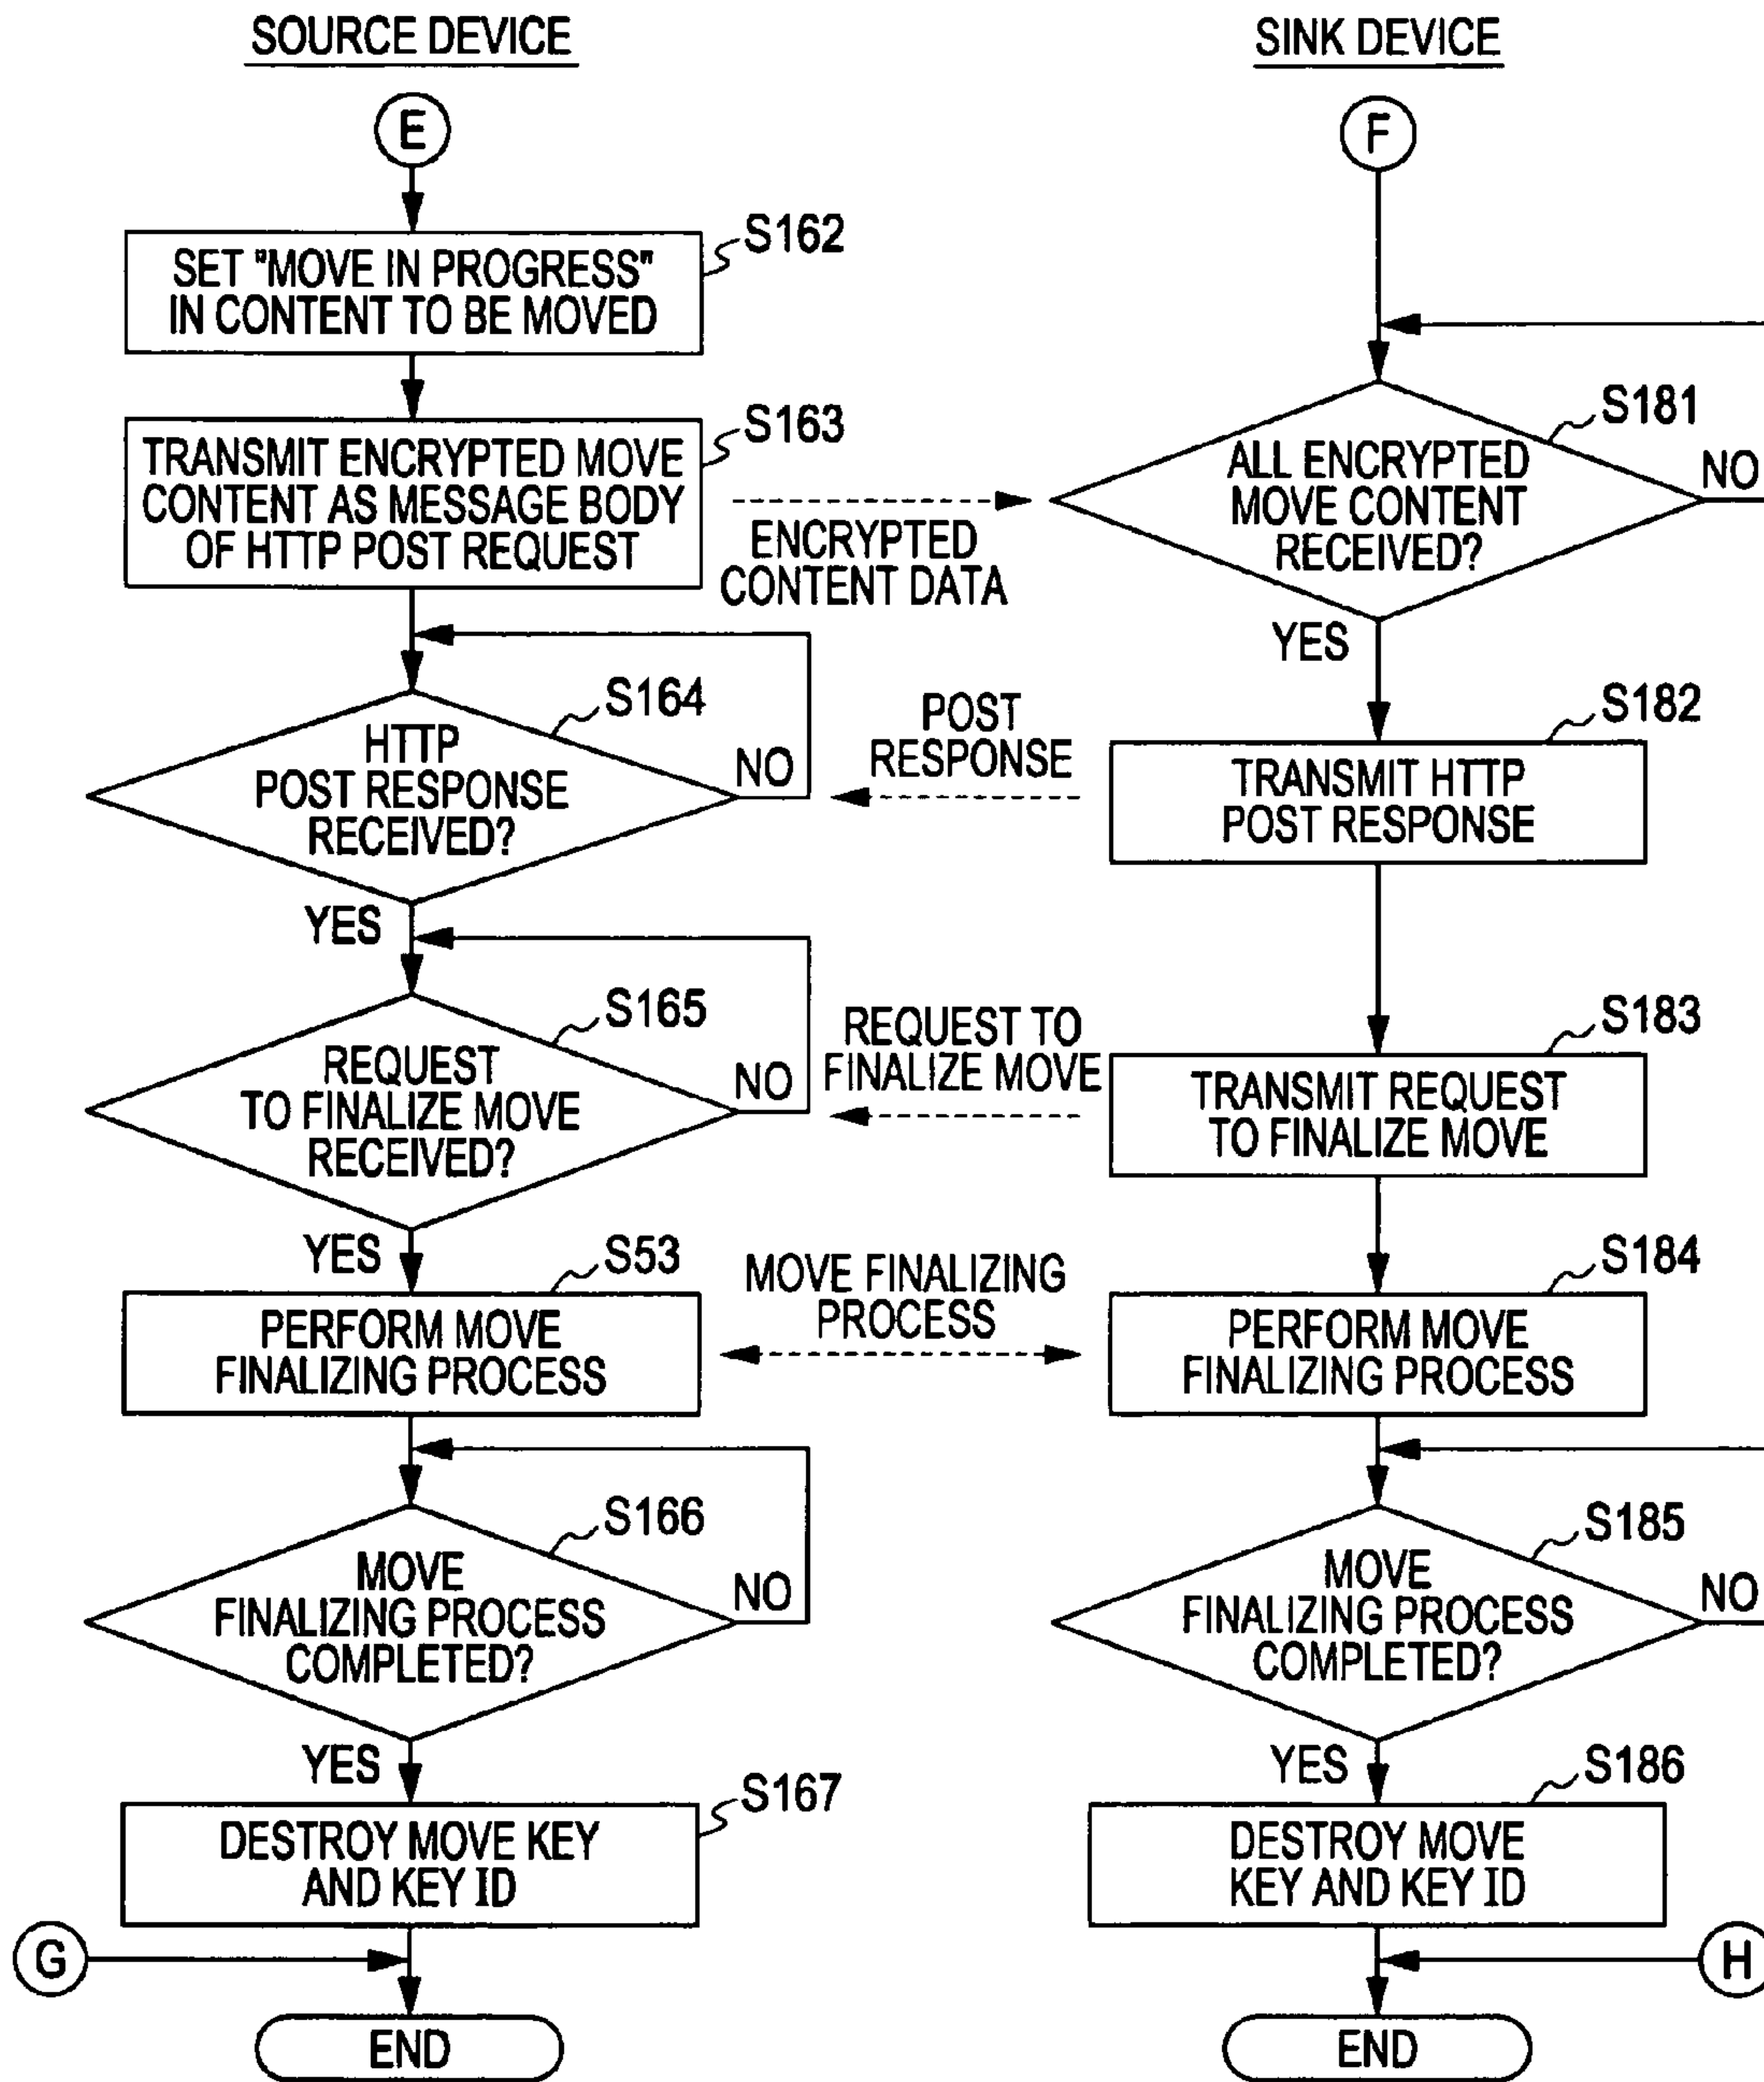 SOURCE DEVICE
E
S162
SET "MOVE IN PROGRESS"
IN CONTENT TO BE MOVED
S163
TRANSMIT ENCRYPTED MOVE
CONTENT AS MESSAGE BODY
OF HTTP POST REQUEST
ENCRYPTED
CONTENT DATA
S164
HTTP
POST RESPONSE
RECEIVED?
NO
YES
POST
RESPONSE
S165
REQUEST
TO FINALIZE MOVE
RECEIVED?
NO
YES
REQUEST TO
FINALIZE MOVE
S53
PERFORM MOVE
FINALIZING PROCESS
MOVE FINALIZING
PROCESS
S166
MOVE
FINALIZING PROCESS
COMPLETED?
NO
YES
S167
DESTROY MOVE KEY
AND KEY ID
G
END
SINK DEVICE
F
S181
ALL ENCRYPTED
MOVE CONTENT
RECEIVED?
NO
YES
S182
TRANSMIT HTTP
POST RESPONSE
S183
TRANSMIT REQUEST
TO FINALIZE MOVE
S184
PERFORM MOVE
FINALIZING PROCESS
S185
MOVE
FINALIZING PROCESS
COMPLETED?
NO
YES
S186
DESTROY MOVE
KEY AND KEY ID
H
END